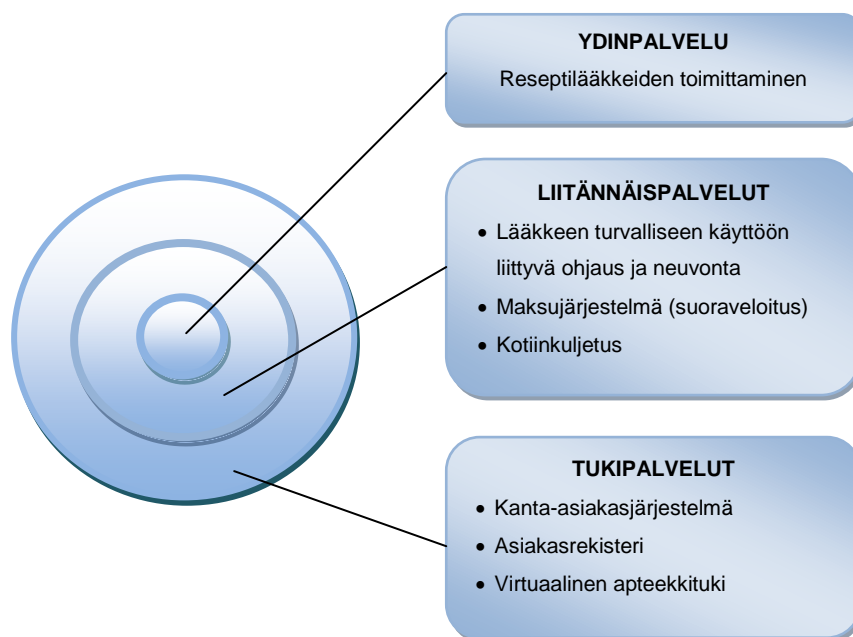 YDINPALVELU
Reseptilääkkeiden toimittaminen
LIITÄNNÄISPALVELUT
• Lääkkeen turvalliseen käyttöön
liittyvä ohjaus ja neuvonta
• Maksujärjestelmä (suoraveloitus)
• Kotiinkuljetus
TUKIPALVELUT
• Kanta-asiakasjärjestelmä
• Asiakasrekisteri
• Virtuaalinen apteekkituki